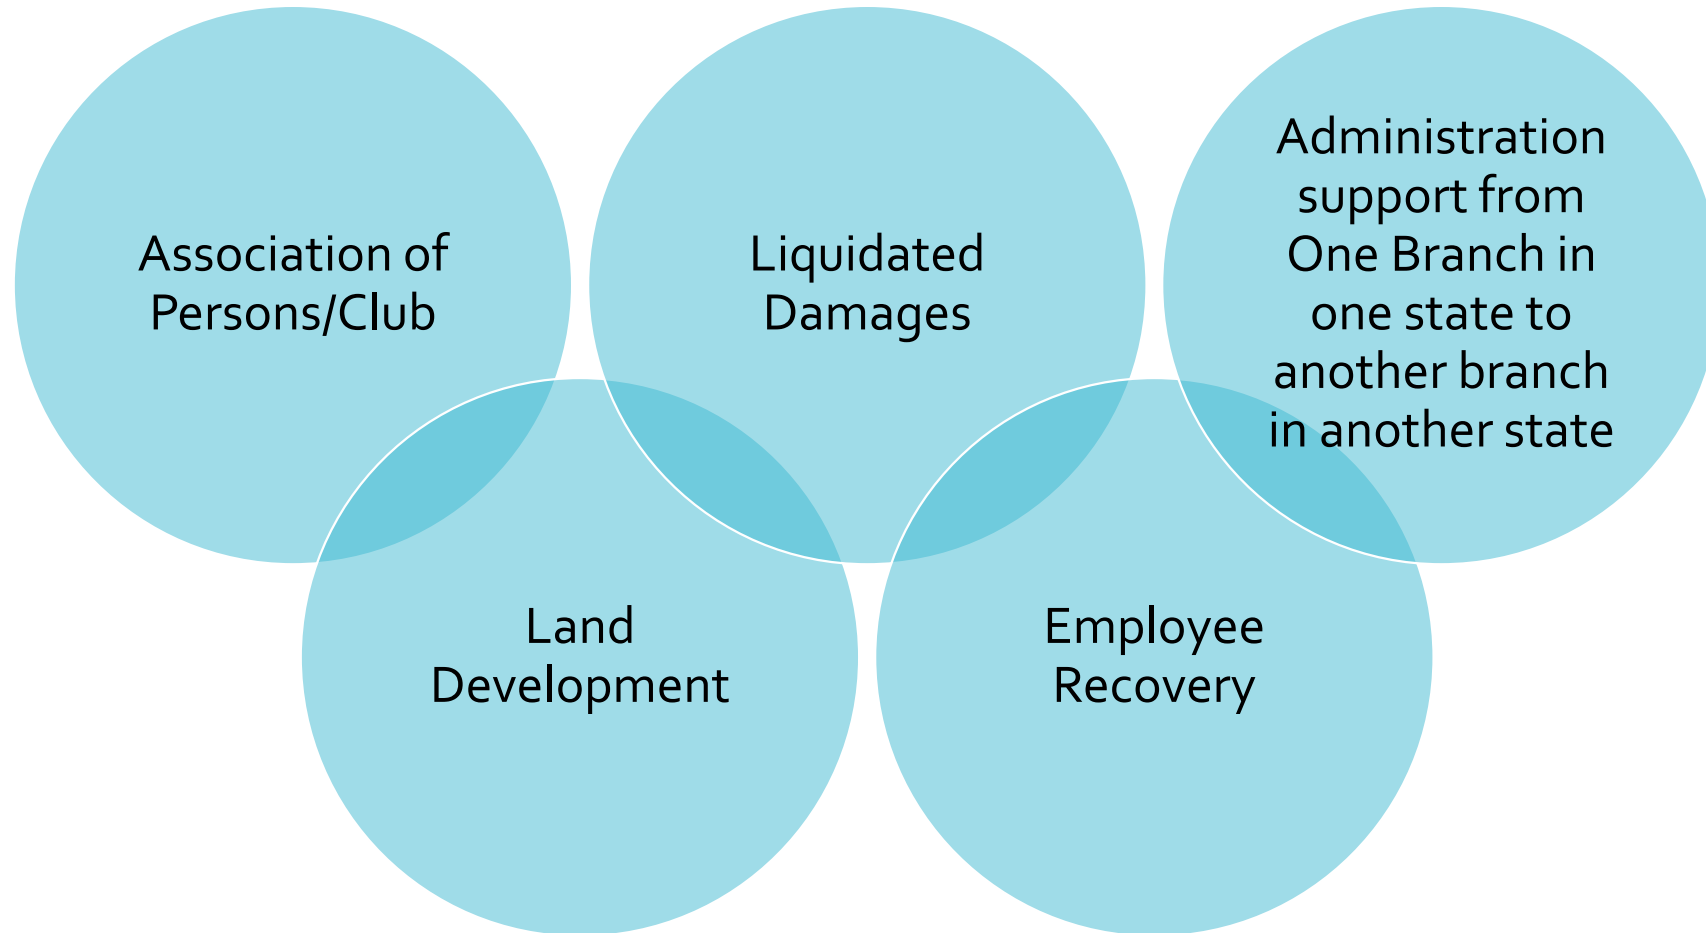 Association of
Persons/Club
Liquidated
Damages
Administration
support from
One Branch in
one state to
another branch
in another state
Land
Development
Employee
Recovery